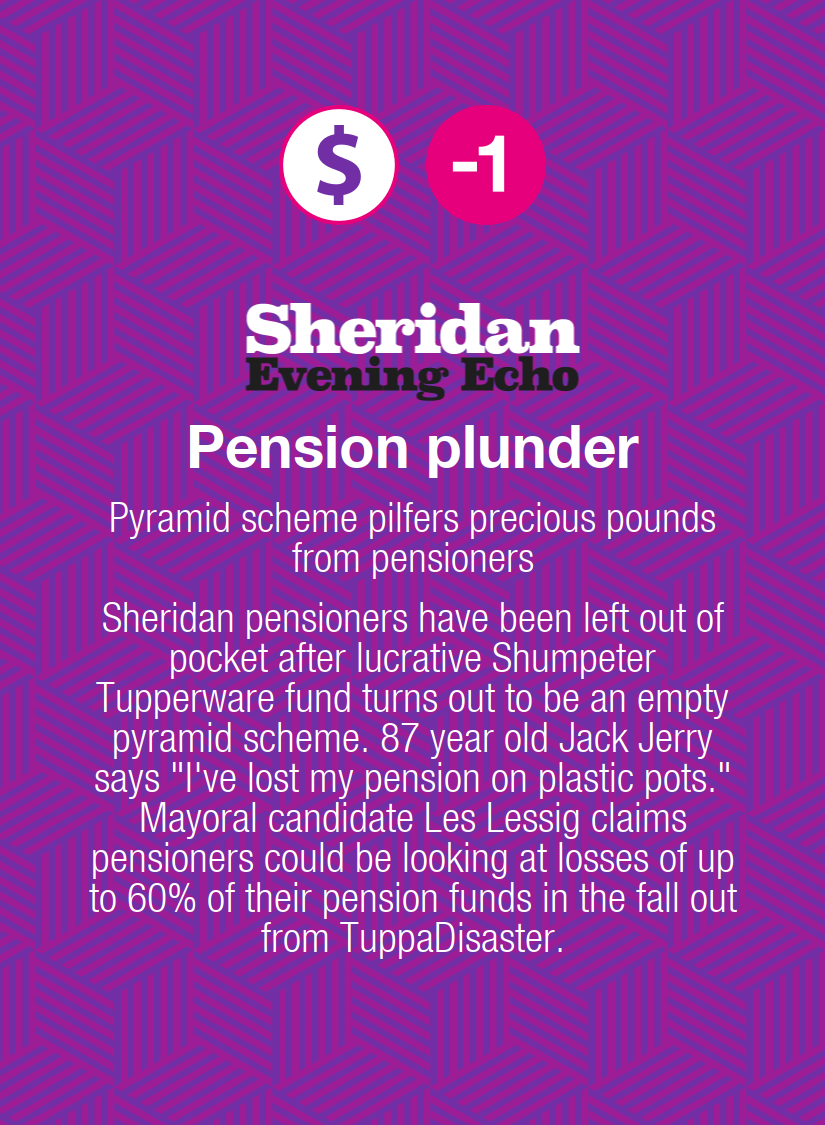 $ -1
Sheridan
Evening Echo
Pension plunder
Pyramid scheme pilfers precious pounds
from pensioners
Sheridan pensioners have been left out of
pocket after lucrative Shumpeter
Tupperware fund turns out to be an empty
pyramid scheme. 87 year old Jack Jerry
says "I've lost my pension on plastic pots."
Mayoral candidate Les Lessig claims
pensioners could be looking at losses of up
to 60% of their pension funds in the fall out
from TuppaDisaster.